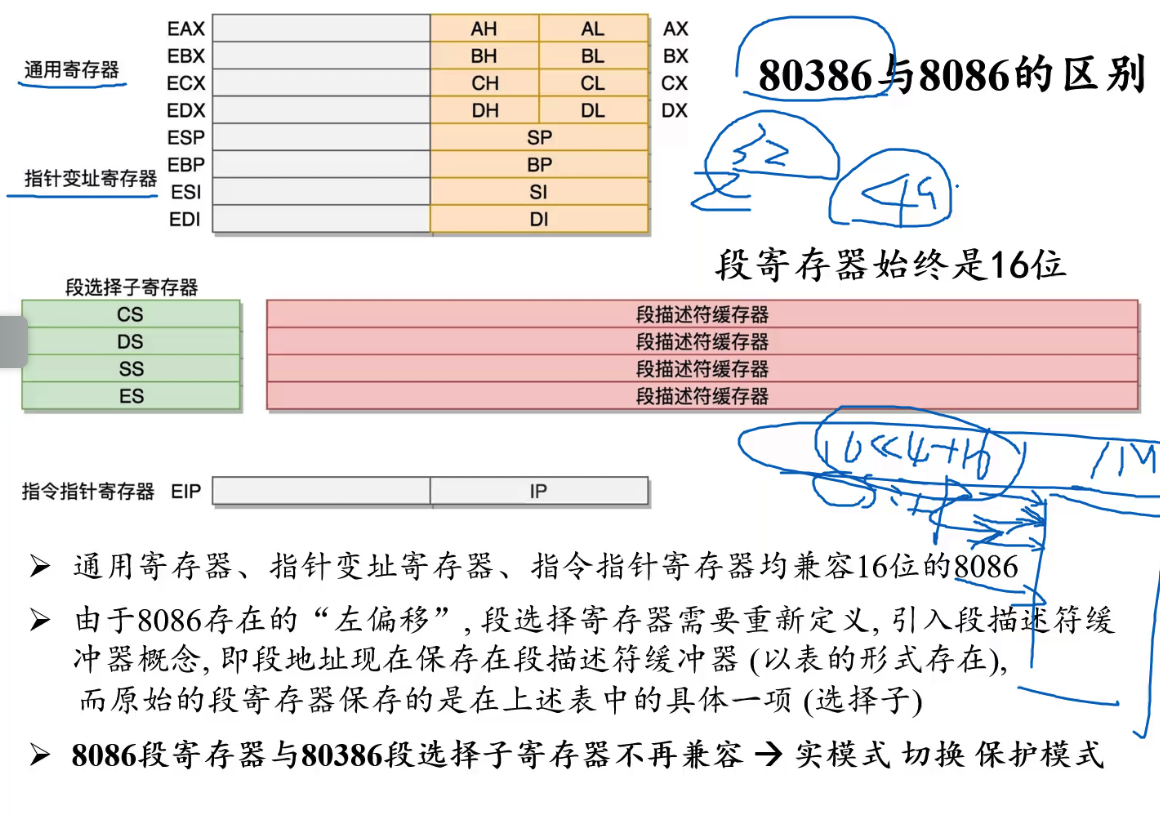 80386与8086的区别
EAX AH AL AX
EBX BH BL BX
通用寄存器
ECX CH CL CX
EDX DH DL DX
ESP SP
EBP BP
指针变址寄存器
ESI SI
EDI DI
32
4G
段寄存器始终是16位
段选择子寄存器
CS 段描述符缓存器
DS 段描述符缓存器
SS 段描述符缓存器
ES 段描述符缓存器
16<<4+16 1M
指令指针寄存器 EIP IP
➢ 通用寄存器、指针变址寄存器、指令指针寄存器均兼容16位的8086
➢ 由于8086存在的“左偏移”, 段选择寄存器需要重新定义, 引入段描述符缓
冲器概念, 即段地址现在保存在段描述符缓冲器 (以表的形式存在),
而原始的段寄存器保存的是在上述表中的具体一项 (选择子)
➢ 8086段寄存器与80386段选择子寄存器不再兼容 → 实模式 切换 保护模式